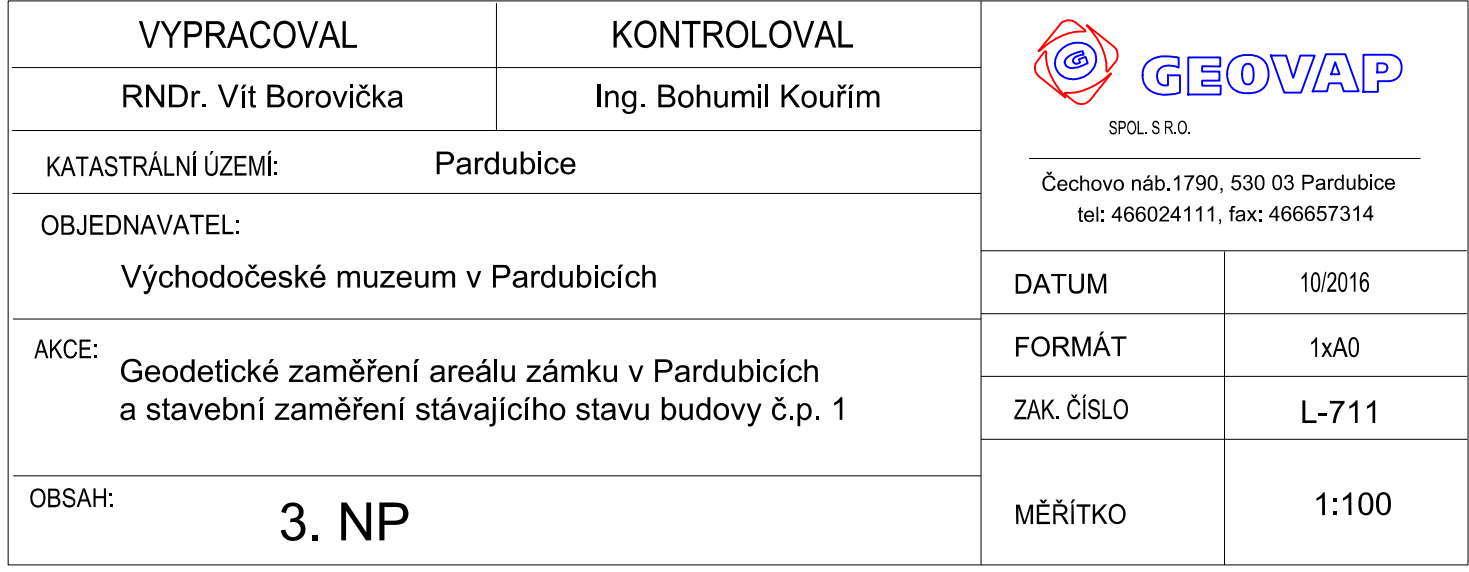 VYPRACOVAL
KONTROLOVAL
RNDr. Vít Borovička
Ing. Bohumil Kouřím
KATASTRÁLNÍ ÚZEMÍ:
Pardubice
OBJEDNAVATEL:
Východočeské muzeum v Pardubicích
AKCE:
Geodetické zaměření areálu zámku v Pardubicích
a stavební zaměření stávajícího stavu budovy č.p. 1
OBSAH:
3. NP
G GEOVAP
SPOL. S R.O.
Čechovo náb.1790, 530 03 Pardubice
tel: 466024111, fax: 466657314
DATUM
10/2016
FORMÁT
1xA0
ZAK. ČÍSLO
L-711
MĚŘÍTKO
1:100